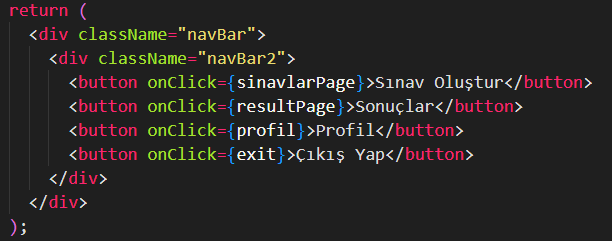 return (
<div className="navBar">
<div className="navBar2">
<button onClick={sinavlarPage}>Sınav Oluştur</button>
<button onClick={resultPage}>Sonuçlar</button>
<button onClick={profil}>Profil</button>
<button onClick={exit}>Çıkış Yap</button>
</div>
</div>
);